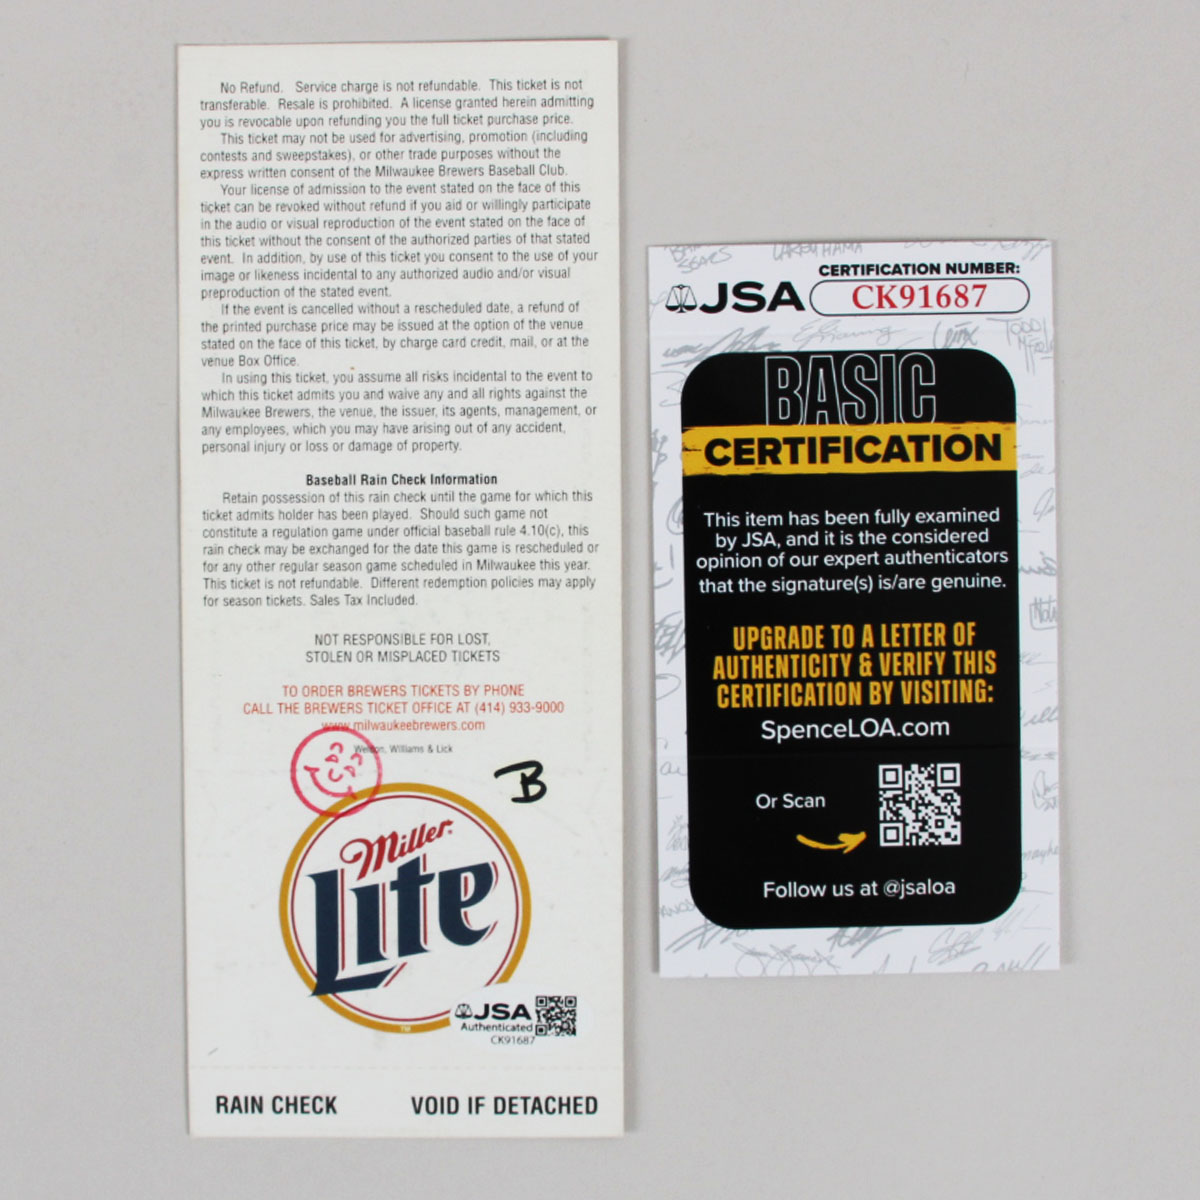 No Refund. Service charge is not refundable. This ticket is not
transferable. Resale is prohibited. A license granted herein admitting
you is revocable upon refunding you the full ticket purchase price.
This ticket may not be used for advertising, promotion (including
contests and sweepstakes), or other trade purposes without the
express written consent of the Milwaukee Brewers Baseball Club.
Your license of admission to the event stated on the face of this
ticket can be revoked without refund if you aid or willingly participate
in the audio or visual reproduction of the event stated on the face of
this ticket without the consent of the authorized parties of that stated
event. In addition, by use of this ticket you consent to the use of your
image or likeness incidental to any authorized audio and/or visual
preproduction of the stated event.
If the event is cancelled without a rescheduled date, a refund of
the printed purchase price may be issued at the option of the venue
stated on the face of this ticket, by charge card credit, mail, or at the
venue Box Office.
In using this ticket, you assume all risks incidental to the event to
which this ticket admits you and waive any and all rights against the
Milwaukee Brewers, the venue, the issuer, its agents, management, or
any employees, which you may have arising out of any accident,
personal injury or loss or damage of property.
Baseball Rain Check Information
Retain possession of this rain check until the game for which this
ticket admits holder has been played. Should such game not
constitute a regulation game under official baseball rule 4.10(c), this
rain check may be exchanged for the date this game is rescheduled or
for any other regular season game scheduled in Milwaukee this year.
This ticket is not refundable. Different redemption policies may apply
for season tickets. Sales Tax Included.
NOT RESPONSIBLE FOR LOST,
STOLEN OR MISPLACED TICKETS
TO ORDER BREWERS TICKETS BY PHONE
CALL THE BREWERS TICKET OFFICE AT (414) 933-9000
www.milwaukeebrewers.com
Weldon, Williams & Lick
B
Miller
Lite
TM
JSA
Authenticated
CK91687
RAIN CHECK VOID IF DETACHED
CERTIFICATION NUMBER:
JSA CK91687
BASIC
CERTIFICATION
This item has been fully examined
by JSA, and it is the considered
opinion of our expert authenticators
that the signature(s) is/are genuine.
UPGRADE TO A LETTER OF
AUTHENTICITY & VERIFY THIS
CERTIFICATION BY VISITING:
SpenceLOA.com
Or Scan
Follow us at @jsaloa